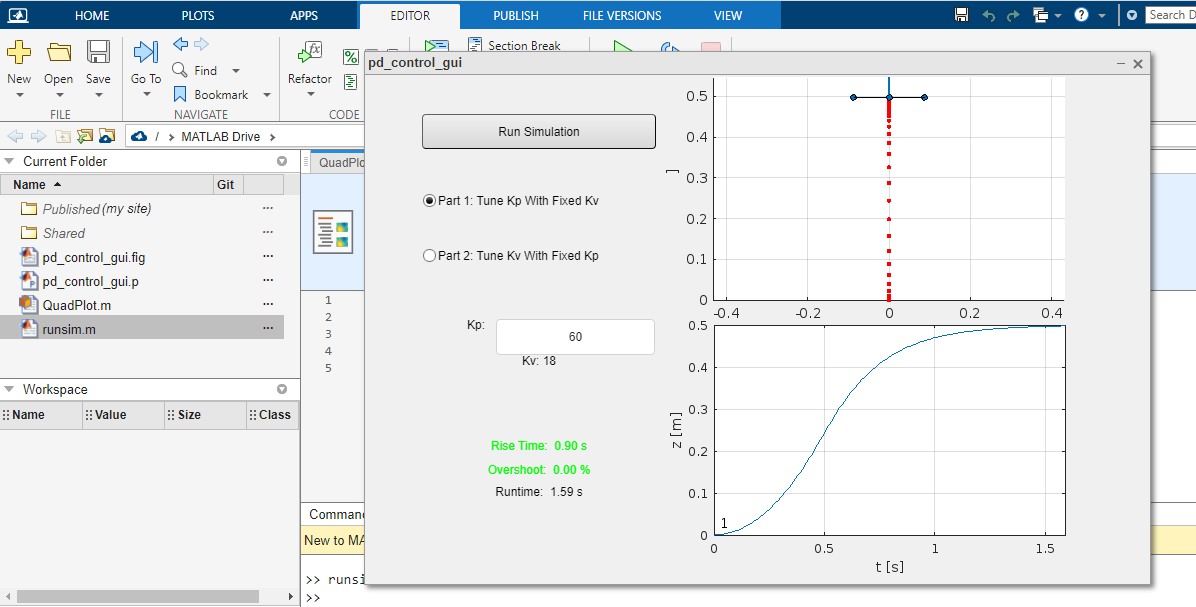 HOME PLOTS APPS EDITOR PUBLISH FILE VERSIONS VIEW Search D
New Open Save Go To Find Bookmark Refactor % Section Break
FILE NAVIGATE CODE
/ > MATLAB Drive >
Current Folder
Name Git
Published (my site) ...
Shared ...
pd_control_gui.fig ...
pd_control_gui.p ...
QuadPlot.m ...
runsim.m ...
Workspace
Name Value Size Class
QuadPlo
1
2
3
4
5
Comman
New to MA
>> runsi
>>
pd_control_gui
Run Simulation
Part 1: Tune Kp With Fixed Kv
Part 2: Tune Kv With Fixed Kp
Kp: 60
Kv: 18
Rise Time: 0.90 s
Overshoot: 0.00 %
Runtime: 1.59 s
0.5
0.4
]
0.3
0.2
0.1
0
-0.4 -0.2 0 0.2 0.4
0.5
0.4
0.3
z [m]
0.2
0.1
1
0
0 0.5 1 1.5
t [s]